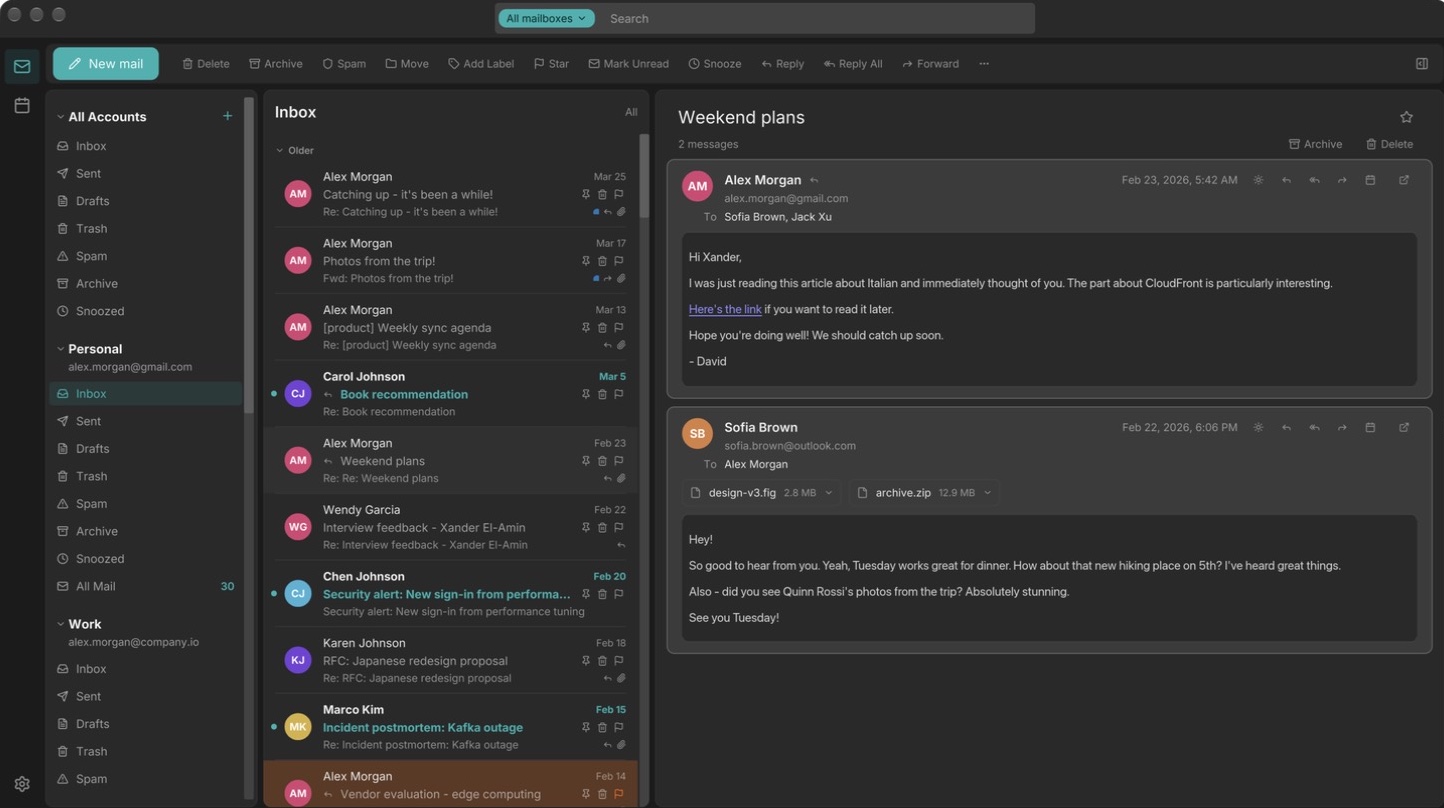 All mailboxes Search
New mail Delete Archive Spam Move Add Label Star Mark Unread Snooze Reply Reply All Forward
All Accounts
Inbox
Sent
Drafts
Trash
Spam
Archive
Snoozed
Personal
alex.morgan@gmail.com
Inbox
Sent
Drafts
Trash
Spam
Archive
Snoozed
All Mail 30
Work
alex.morgan@company.io
Inbox
Sent
Drafts
Trash
Spam
Inbox All
Older
AM Alex Morgan Mar 25
Catching up - it's been a while!
Re: Catching up - it's been a while!
AM Alex Morgan Mar 17
Photos from the trip!
Fwd: Photos from the trip!
AM Alex Morgan Mar 13
[product] Weekly sync agenda
Re: [product] Weekly sync agenda
CJ Carol Johnson Mar 5
Book recommendation
Re: Book recommendation
AM Alex Morgan Feb 23
Weekend plans
Re: Re: Weekend plans
WG Wendy Garcia Feb 22
Interview feedback - Xander El-Amin
Re: Interview feedback - Xander El-Amin
CJ Chen Johnson Feb 20
Security alert: New sign-in from performa...
Security alert: New sign-in from performance tuning
KJ Karen Johnson Feb 18
RFC: Japanese redesign proposal
Re: RFC: Japanese redesign proposal
MK Marco Kim Feb 15
Incident postmortem: Kafka outage
Re: Incident postmortem: Kafka outage
AM Alex Morgan Feb 14
Vendor evaluation - edge computing
Weekend plans
2 messages Archive Delete
AM Alex Morgan Feb 23, 2026, 5:42 AM
alex.morgan@gmail.com
To Sofia Brown, Jack Xu
Hi Xander,
I was just reading this article about Italian and immediately thought of you. The part about CloudFront is particularly interesting.
Here's the link if you want to read it later.
Hope you're doing well! We should catch up soon.
- David
SB Sofia Brown Feb 22, 2026, 6:06 PM
sofia.brown@outlook.com
To Alex Morgan
design-v3.fig 2.8 MB archive.zip 12.9 MB
Hey!
So good to hear from you. Yeah, Tuesday works great for dinner. How about that new hiking place on 5th? I've heard great things.
Also - did you see Quinn Rossi's photos from the trip? Absolutely stunning.
See you Tuesday!